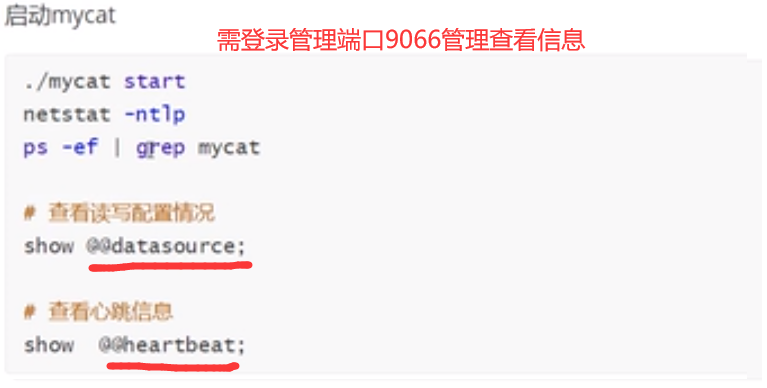 启动mycat
需登录管理端口9066管理查看信息
./mycat start
netstat -ntlp
ps -ef | grep mycat
# 查看读写配置情况
show @@datasource;
# 查看心跳信息
show  @@heartbeat;